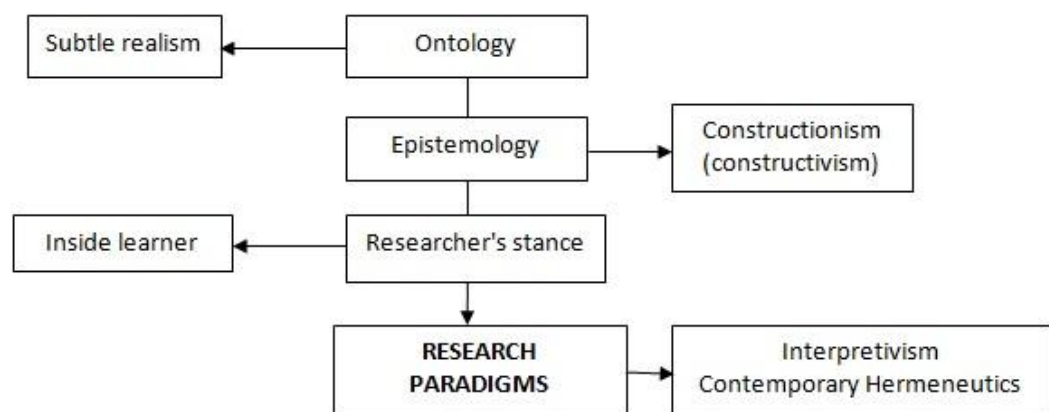 Subtle realism
Ontology
Epistemology
Constructionism
(constructivism)
Inside learner
Researcher's stance
RESEARCH
PARADIGMS
Interpretivism
Contemporary Hermeneutics